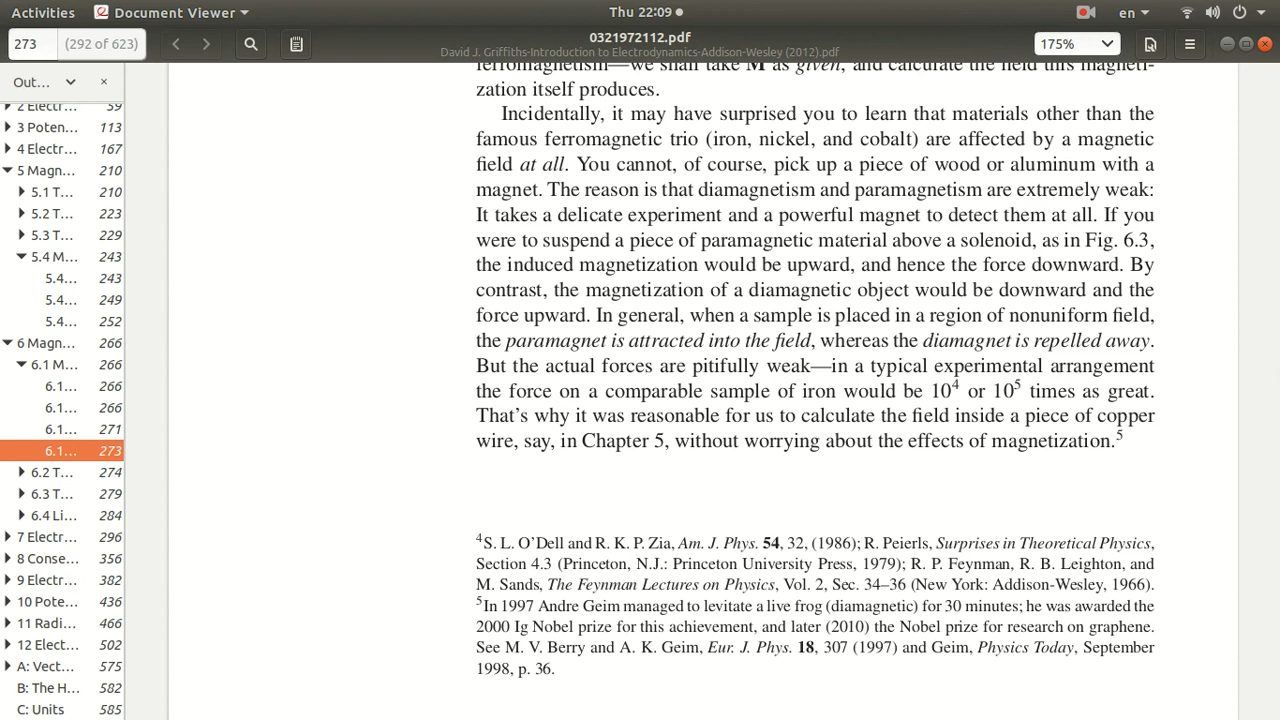 Activities Document Viewer Thu 22:09 en
273 (292 of 623) 0321972112.pdf 175%
David J. Griffiths-Introduction to Electrodynamics-Addison-Wesley (2012).pdf
Out... ×
2 Electr... 59
3 Poten... 113
4 Electr... 167
5 Magn... 210
5.1 T... 210
5.2 T... 223
5.3 T... 229
5.4 M... 243
5.4... 243
5.4... 249
5.4... 252
6 Magn... 266
6.1 M... 266
6.1... 266
6.1... 266
6.1... 271
6.1... 273
6.2 T... 274
6.3 T... 279
6.4 Li... 284
7 Electr... 296
8 Conse... 356
9 Electr... 382
10 Pote... 436
11 Radi... 466
12 Elect... 502
A: Vect... 575
B: The H... 582
C: Units 585
ferromagnetism—we shall take M as given, and calculate the field this magneti-
zation itself produces.
Incidentally, it may have surprised you to learn that materials other than the
famous ferromagnetic trio (iron, nickel, and cobalt) are affected by a magnetic
field at all. You cannot, of course, pick up a piece of wood or aluminum with a
magnet. The reason is that diamagnetism and paramagnetism are extremely weak:
It takes a delicate experiment and a powerful magnet to detect them at all. If you
were to suspend a piece of paramagnetic material above a solenoid, as in Fig. 6.3,
the induced magnetization would be upward, and hence the force downward. By
contrast, the magnetization of a diamagnetic object would be downward and the
force upward. In general, when a sample is placed in a region of nonuniform field,
the paramagnet is attracted into the field, whereas the diamagnet is repelled away.
But the actual forces are pitifully weak—in a typical experimental arrangement
the force on a comparable sample of iron would be 10⁴ or 10⁵ times as great.
That's why it was reasonable for us to calculate the field inside a piece of copper
wire, say, in Chapter 5, without worrying about the effects of magnetization.⁵
⁴S. L. O'Dell and R. K. P. Zia, Am. J. Phys. 54, 32, (1986); R. Peierls, Surprises in Theoretical Physics,
Section 4.3 (Princeton, N.J.: Princeton University Press, 1979); R. P. Feynman, R. B. Leighton, and
M. Sands, The Feynman Lectures on Physics, Vol. 2, Sec. 34–36 (New York: Addison-Wesley, 1966).
⁵In 1997 Andre Geim managed to levitate a live frog (diamagnetic) for 30 minutes; he was awarded the
2000 Ig Nobel prize for this achievement, and later (2010) the Nobel prize for research on graphene.
See M. V. Berry and A. K. Geim, Eur. J. Phys. 18, 307 (1997) and Geim, Physics Today, September
1998, p. 36.